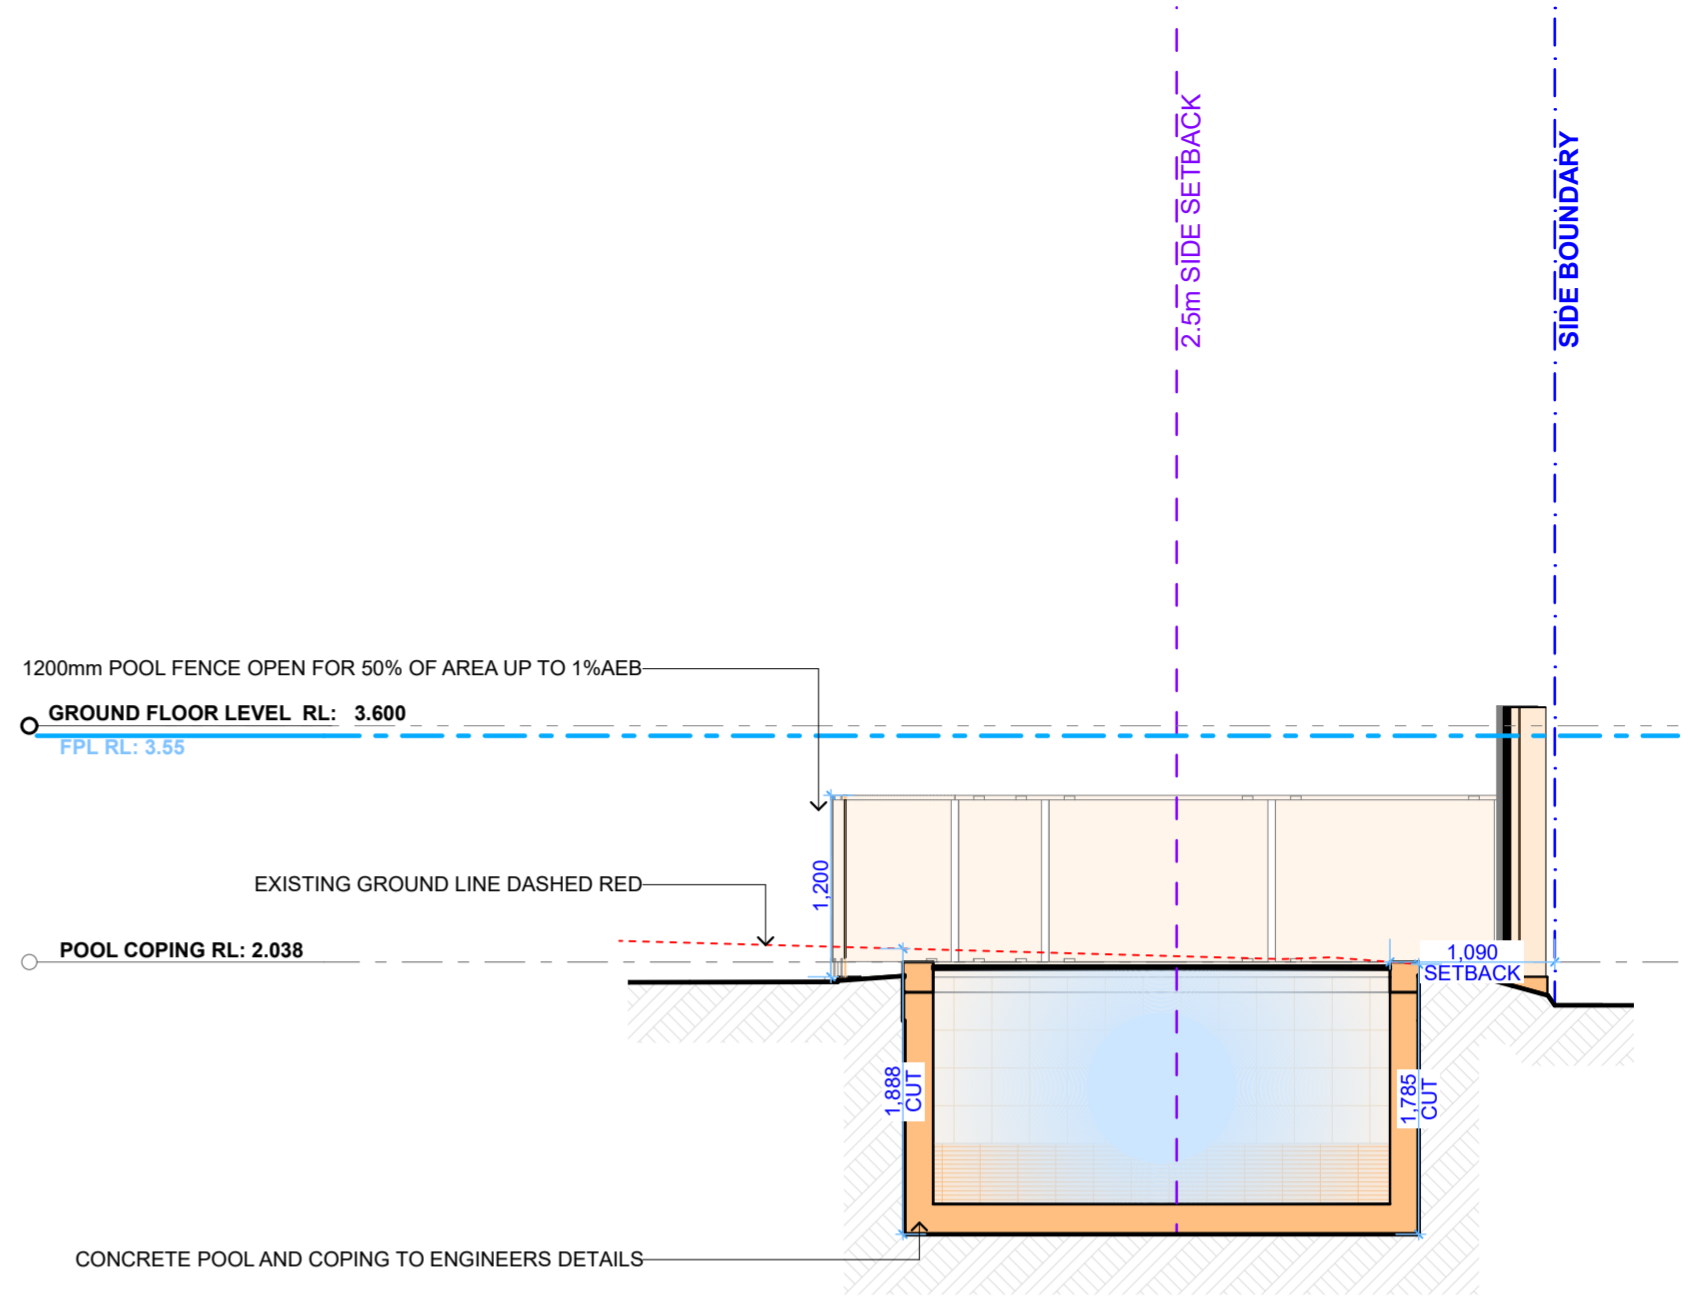 2.5m SIDE SETBACK
SIDE BOUNDARY
1200mm POOL FENCE OPEN FOR 50% OF AREA UP TO 1%AEB
GROUND FLOOR LEVEL RL: 3.600
FPL RL: 3.55
1,200
EXISTING GROUND LINE DASHED RED
POOL COPING RL: 2.038
1,090
SETBACK
1,888
CUT
1,785
CUT
CONCRETE POOL AND COPING TO ENGINEERS DETAILS